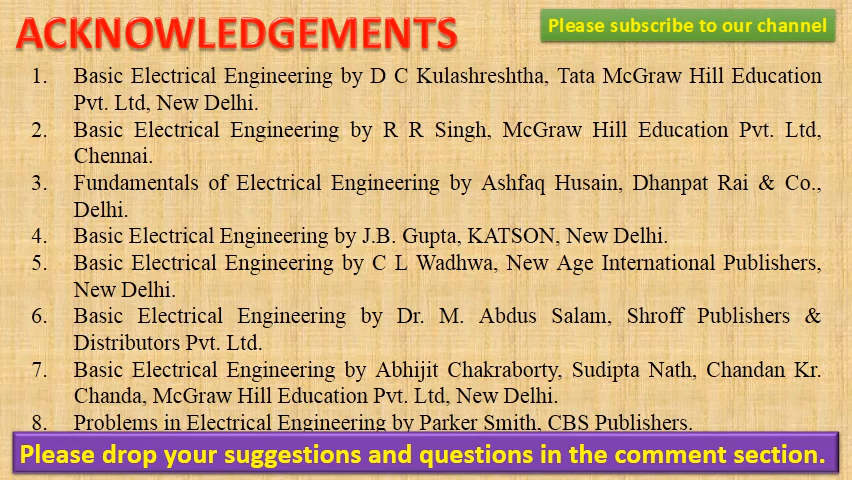 ACKNOWLEDGEMENTS
Please subscribe to our channel
1. Basic Electrical Engineering by D C Kulashreshtha, Tata McGraw Hill Education
Pvt. Ltd, New Delhi.
2. Basic Electrical Engineering by R R Singh, McGraw Hill Education Pvt. Ltd,
Chennai.
3. Fundamentals of Electrical Engineering by Ashfaq Husain, Dhanpat Rai & Co.,
Delhi.
4. Basic Electrical Engineering by J.B. Gupta, KATSON, New Delhi.
5. Basic Electrical Engineering by C L Wadhwa, New Age International Publishers,
New Delhi.
6. Basic Electrical Engineering by Dr. M. Abdus Salam, Shroff Publishers &
Distributors Pvt. Ltd.
7. Basic Electrical Engineering by Abhijit Chakraborty, Sudipta Nath, Chandan Kr.
Chanda, McGraw Hill Education Pvt. Ltd, New Delhi.
8. Problems in Electrical Engineering by Parker Smith, CBS Publishers.
Please drop your suggestions and questions in the comment section.